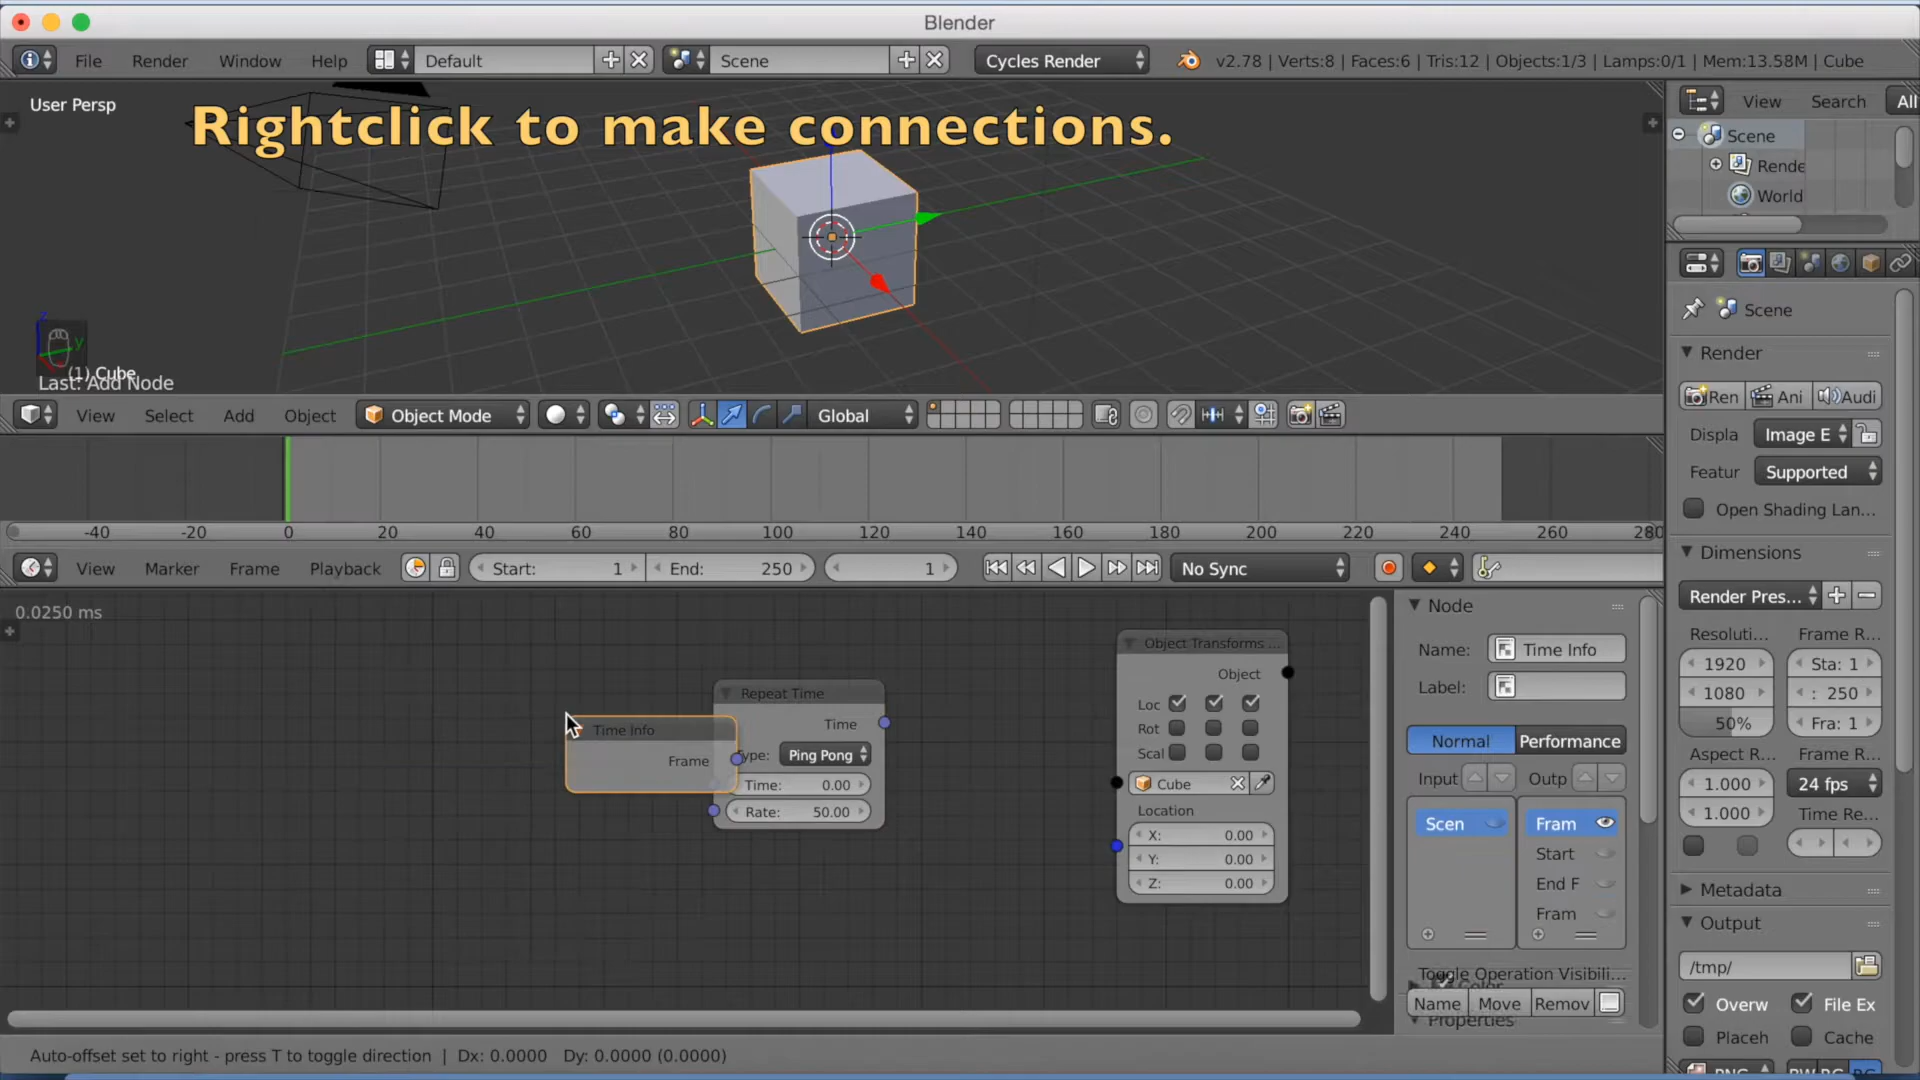 Blender
File Render Window Help Default Scene Cycles Render v2.78 | Verts:8 | Faces:6 | Tris:12 | Objects:1/3 | Lamps:0/1 | Mem:13.58M | Cube
User Persp
Rightclick to make connections.
View Search All
Scene
Rende
World
z
y
(1) Cube
Last: Add Node
Scene
Render
Ren Ani Audi
Displa Image E
Featur Supported
Open Shading Lan...
View Select Add Object Object Mode Global
-40 -20 0 20 40 60 80 100 120 140 160 180 200 220 240 260 280
View Marker Frame Playback Start: 1 End: 250 1 No Sync
Dimensions
Render Pres...
Resoluti... Frame R...
1920 Sta: 1
1080 : 250
50% Fra: 1
Aspect R... Frame R...
1.000 24 fps
1.000 Time Re...
Metadata
Output
/tmp/
Overw File Ex
Placeh Cache
0.0250 ms
Time Info
Frame
Repeat Time
Time
Type: Ping Pong
Time: 0.00
Rate: 50.00
Object Transforms ...
Object
Loc
Rot
Scal
Cube
Location
X: 0.00
Y: 0.00
Z: 0.00
Node
Name: Time Info
Label:
Normal Performance
Input Outp
Scen Fram
Start
End F
Fram
Toggle Operation Visibili...
Name Move Remov
Properties
Auto-offset set to right - press T to toggle direction | Dx: 0.0000 Dy: 0.0000 (0.0000)